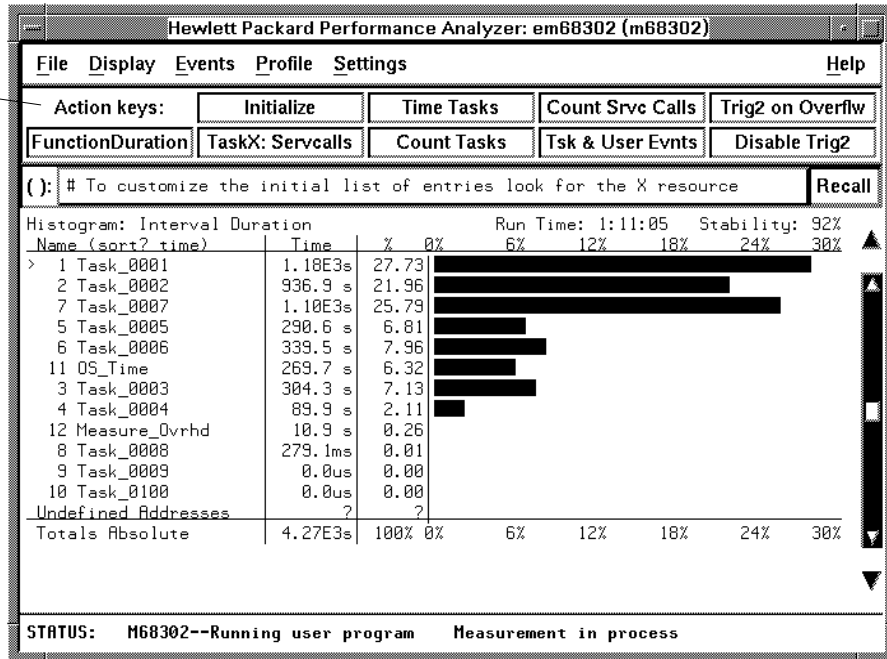 Hewlett Packard Performance Analyzer: em68302 (m68302)
File Display Events Profile Settings Help
Action keys: Initialize Time Tasks Count Srvc Calls Trig2 on Overflw
FunctionDuration TaskX: Servcalls Count Tasks Tsk & User Evnts Disable Trig2
( ): # To customize the initial list of entries look for the X resource Recall
Histogram: Interval Duration Run Time: 1:11:05 Stability: 92%
Name (sort? time) Time % 0% 6% 12% 18% 24% 30%
> 1 Task_0001 1.18E3s 27.73
2 Task_0002 936.9 s 21.96
7 Task_0007 1.10E3s 25.79
5 Task_0005 290.6 s 6.81
6 Task_0006 339.5 s 7.96
11 OS_Time 269.7 s 6.32
3 Task_0003 304.3 s 7.13
4 Task_0004 89.9 s 2.11
12 Measure_Ovrhd 10.9 s 0.26
8 Task_0008 279.1ms 0.01
9 Task_0009 0.0us 0.00
10 Task_0100 0.0us 0.00
Undefined Addresses ? ?
Totals Absolute 4.27E3s 100% 0% 6% 12% 18% 24% 30%
STATUS: M68302--Running user program Measurement in process